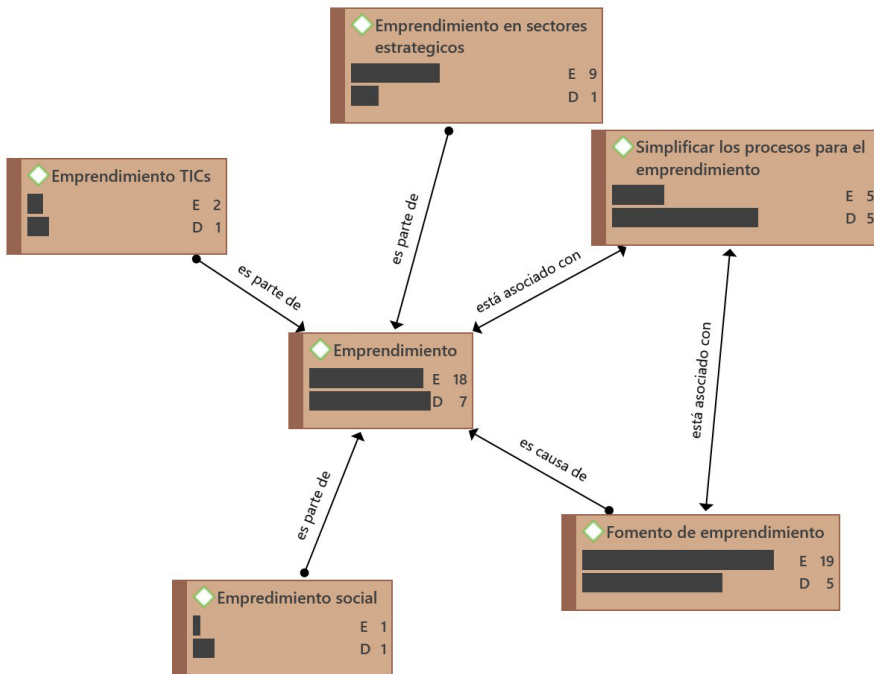 Emprendimiento en sectores
estrategicos
E 9
D 1
Simplificar los procesos para el
emprendimiento
E 5
D 5
Emprendimiento TICs
E 2
D 1
es parte de
es parte de
está asociado con
Emprendimiento
E 18
D 7
está asociado con
es causa de
es parte de
Fomento de emprendimiento
E 19
D 5
Empredimiento social
E 1
D 1